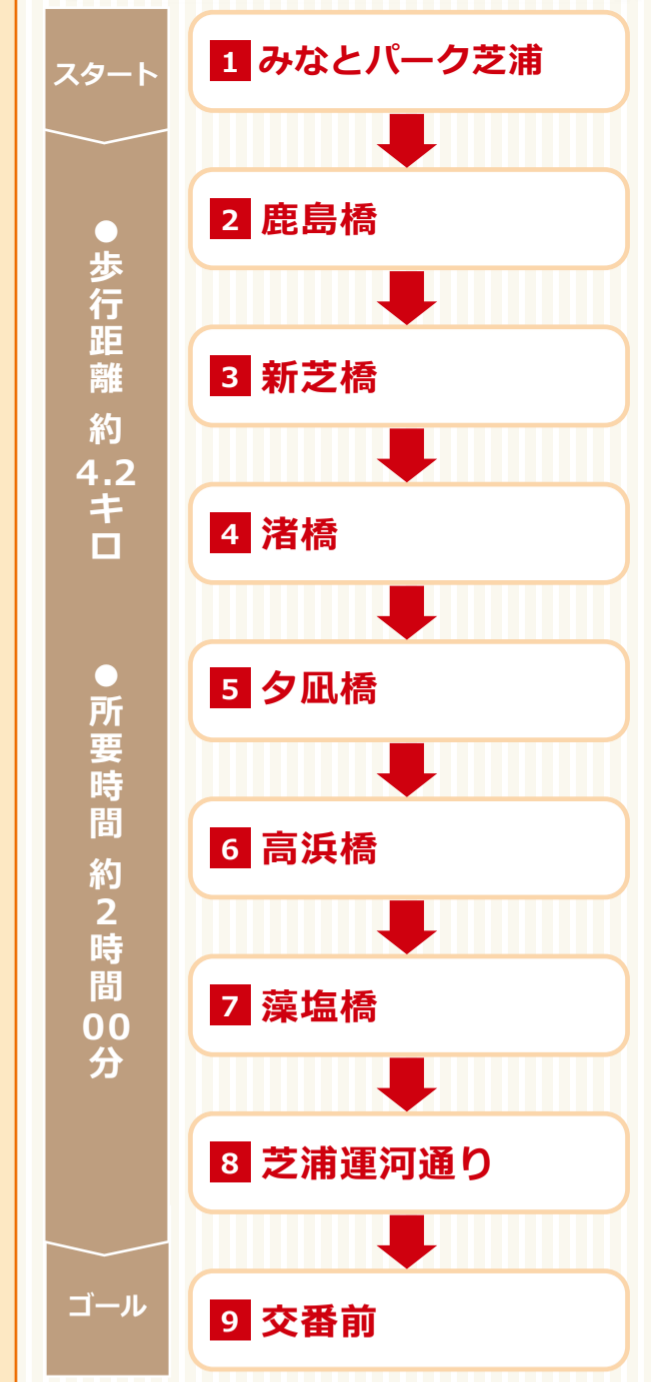 スタート
●歩行距離 約4.2キロ
●所要時間 約2時間00分
ゴール
1 みなとパーク芝浦
2 鹿島橋
3 新芝橋
4 渚橋
5 夕凪橋
6 高浜橋
7 藻塩橋
8 芝浦運河通り
9 交番前